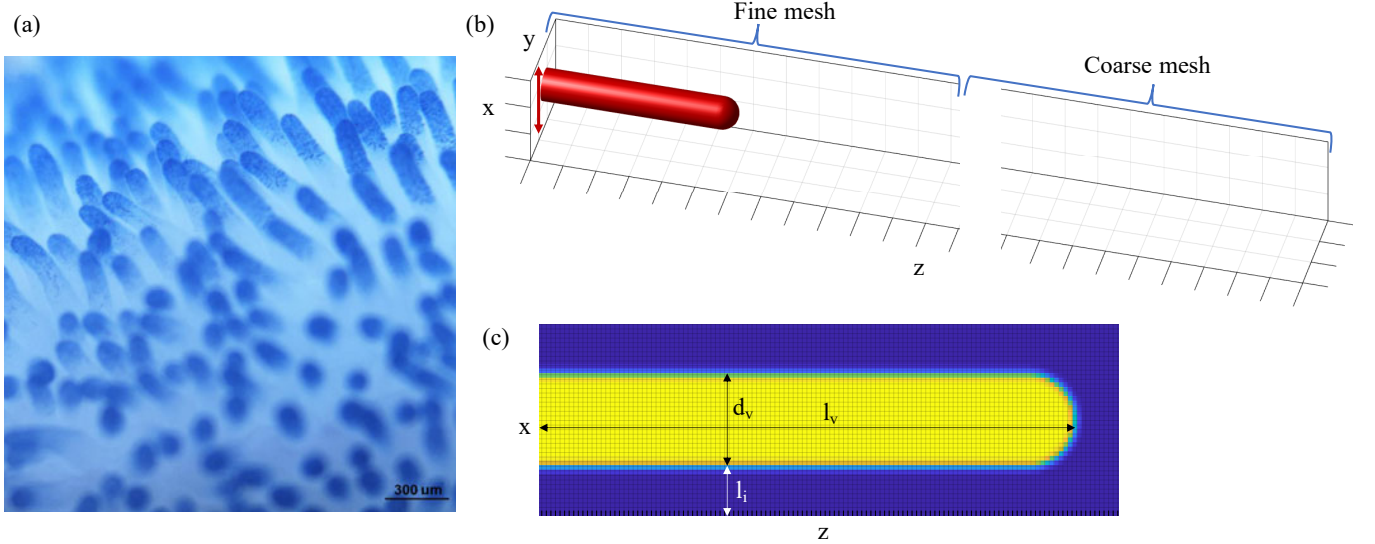 (a)
300 um
(b)
Fine mesh
Coarse mesh
y
x
z
(c)
x
d_v
l_v
l_i
z